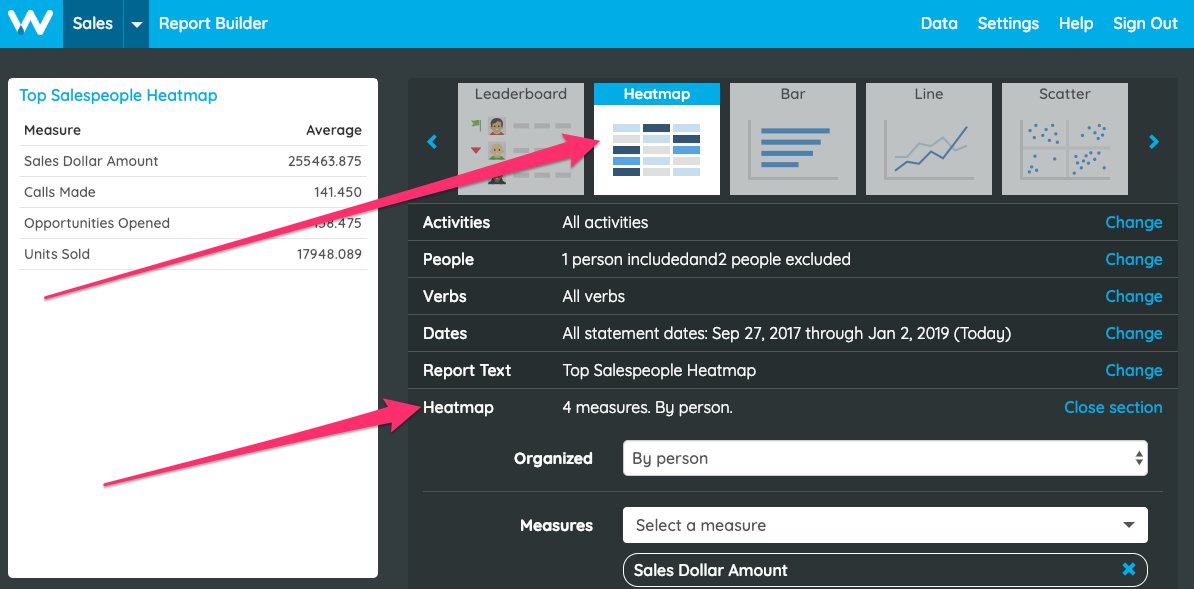 Sales
Report Builder
Data Settings Help Sign Out
Top Salespeople Heatmap
Measure Average
Sales Dollar Amount 255463.875
Calls Made 141.450
Opportunities Opened
Units Sold 17948.089
Leaderboard Heatmap Bar Line Scatter
Activities All activities Change
People 1 person includedand2 people excluded Change
Verbs All verbs Change
Dates All statement dates: Sep 27, 2017 through Jan 2, 2019 (Today) Change
Report Text Top Salespeople Heatmap Change
Heatmap 4 measures. By person. Close section
Organized By person
Measures Select a measure
Sales Dollar Amount